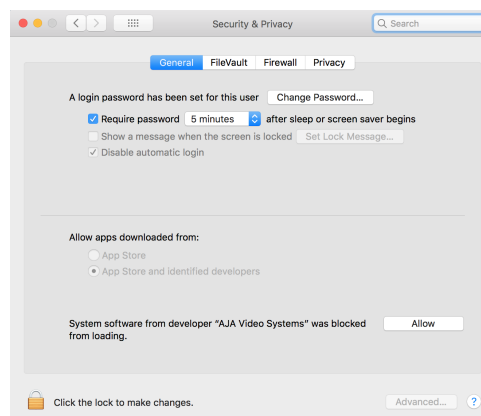 Security & Privacy
Search
General FileVault Firewall Privacy
A login password has been set for this user Change Password...
Require password 5 minutes after sleep or screen saver begins
Show a message when the screen is locked Set Lock Message...
Disable automatic login
Allow apps downloaded from:
App Store
App Store and identified developers
System software from developer “AJA Video Systems” was blocked Allow
from loading.
Click the lock to make changes. Advanced... ?